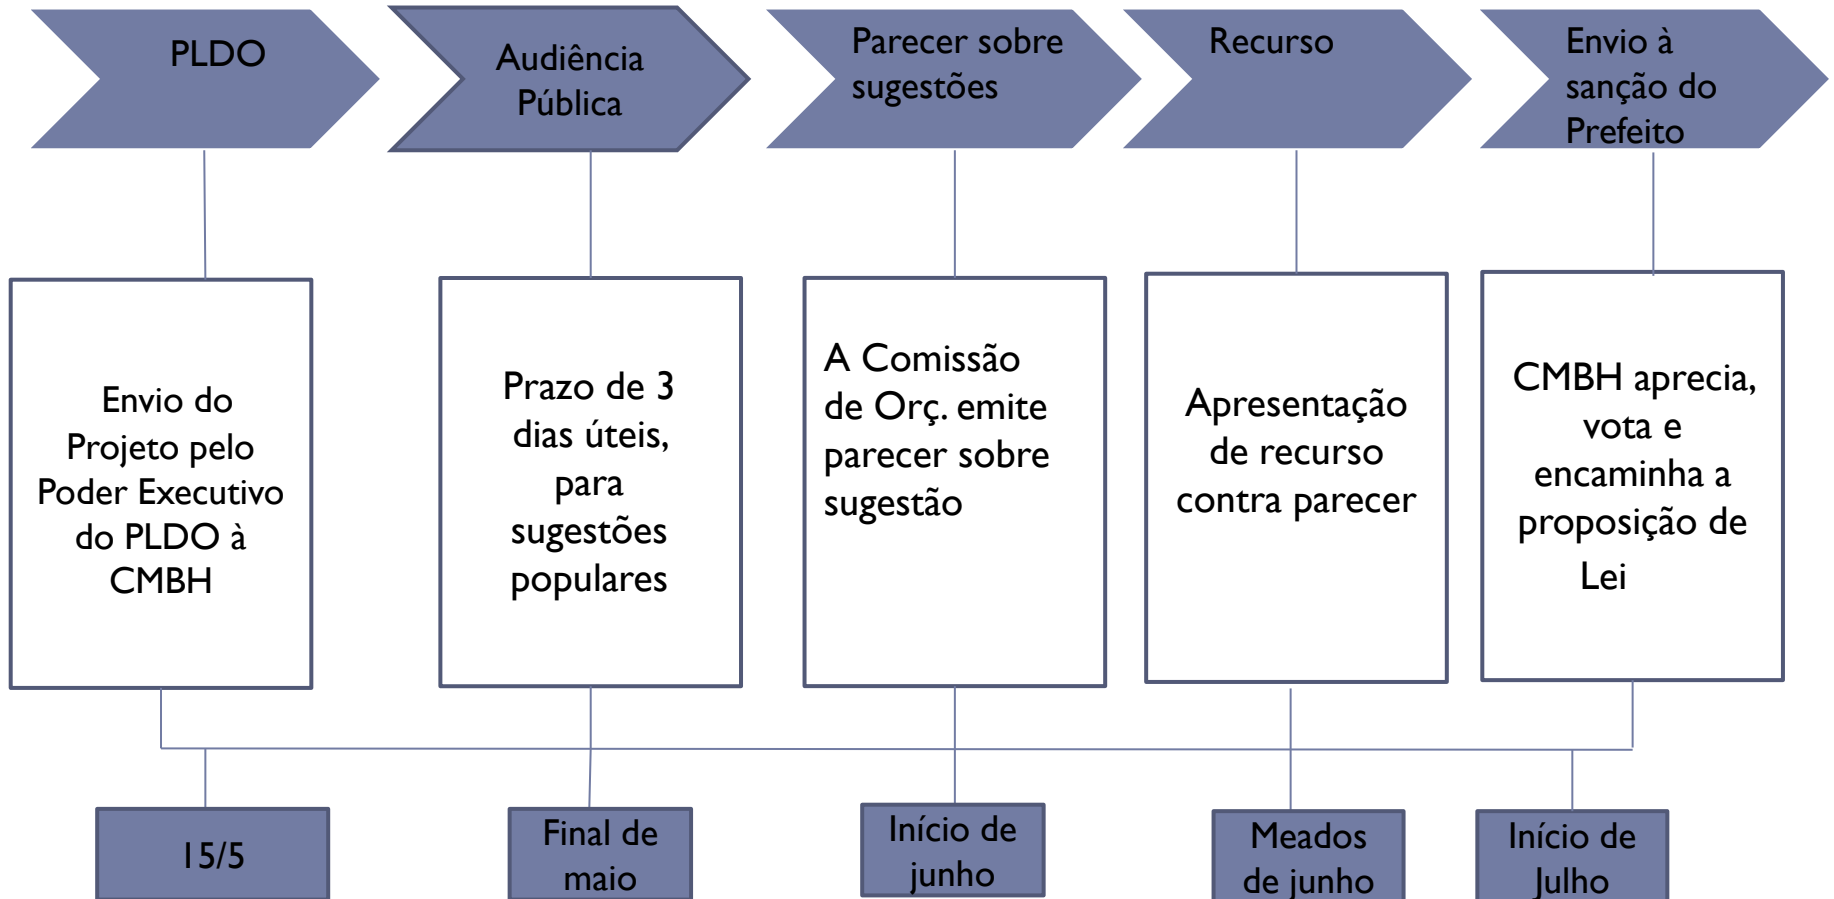 PLDO
Audiência
Pública
Parecer sobre
sugestões
Recurso
Envio à
sanção do
Prefeito
Envio do
Projeto pelo
Poder Executivo
do PLDO à
CMBH
Prazo de 3
dias úteis,
para
sugestões
populares
A Comissão
de Orç. emite
parecer sobre
sugestão
Apresentação
de recurso
contra parecer
CMBH aprecia,
vota e
encaminha a
proposição de
Lei
15/5
Final de
maio
Início de
junho
Meados
de junho
Início de
Julho